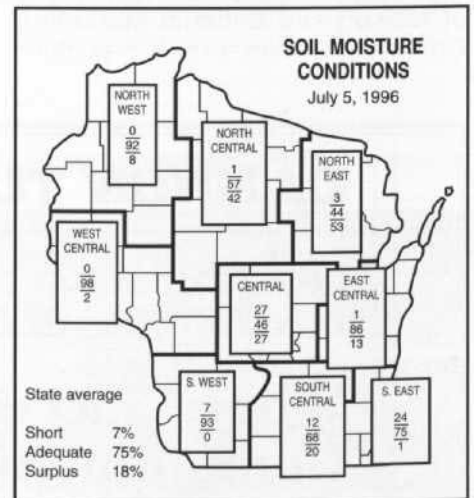 SOIL MOISTURE
CONDITIONS
July 5, 1996
NORTH
WEST
0
92
8
NORTH
CENTRAL
1
57
42
NORTH
EAST
3
44
53
WEST
CENTRAL
0
98
2
CENTRAL
27
46
27
EAST
CENTRAL
1
86
13
S. WEST
7
93
0
SOUTH
CENTRAL
12
68
20
S. EAST
24
75
1
State average
Short 7%
Adequate 75%
Surplus 18%